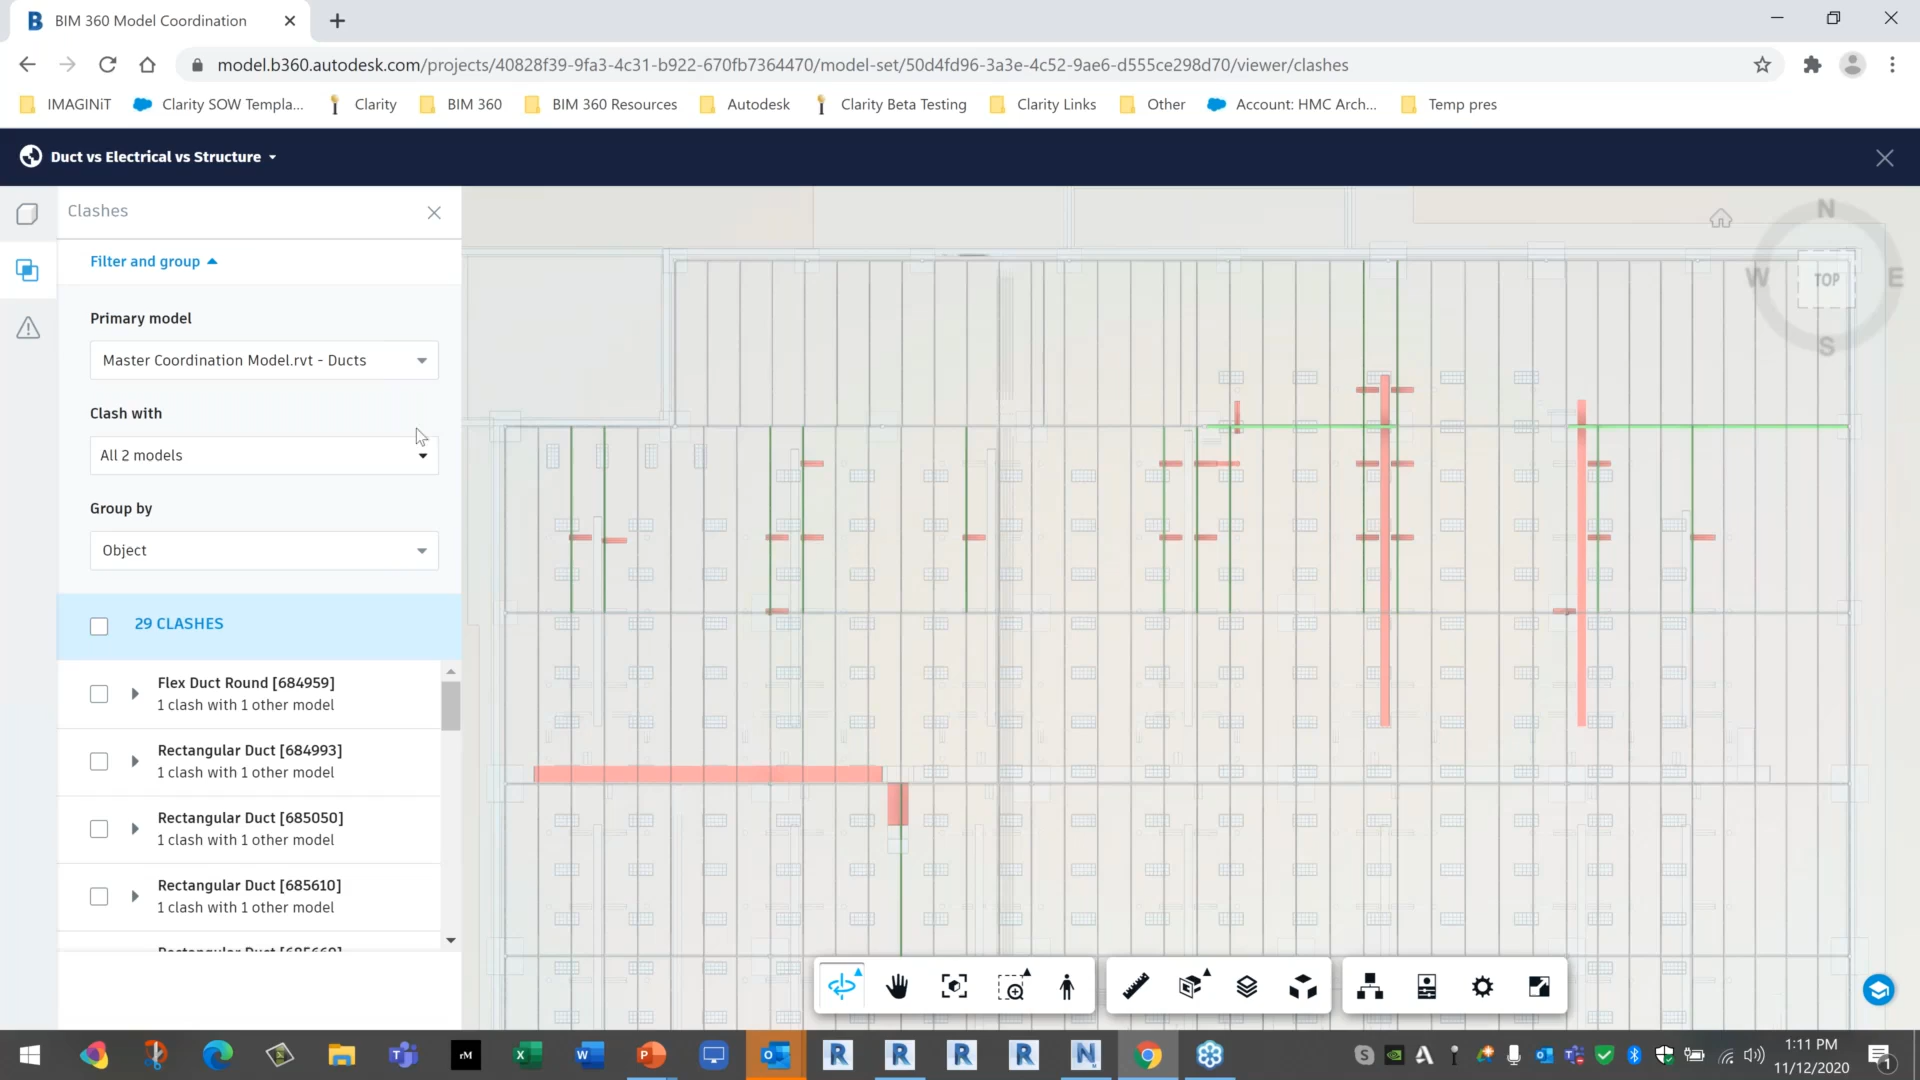 BIM 360 Model Coordination
model.b360.autodesk.com/projects/40828f39-9fa3-4c31-b922-670fb7364470/model-set/50d4fd96-3a3e-4c52-9ae6-d555ce298d70/viewer/clashes
IMAGINiT Clarity SOW Templa... Clarity BIM 360 BIM 360 Resources Autodesk Clarity Beta Testing Clarity Links Other Account: HMC Arch... Temp pres
Duct vs Electrical vs Structure
Clashes
Filter and group
Primary model
Master Coordination Model.rvt - Ducts
Clash with
All 2 models
Group by
Object
29 CLASHES
Flex Duct Round [684959]
1 clash with 1 other model
Rectangular Duct [684993]
1 clash with 1 other model
Rectangular Duct [685050]
1 clash with 1 other model
Rectangular Duct [685610]
1 clash with 1 other model
N
W TOP E
S
1:11 PM
11/12/2020
1